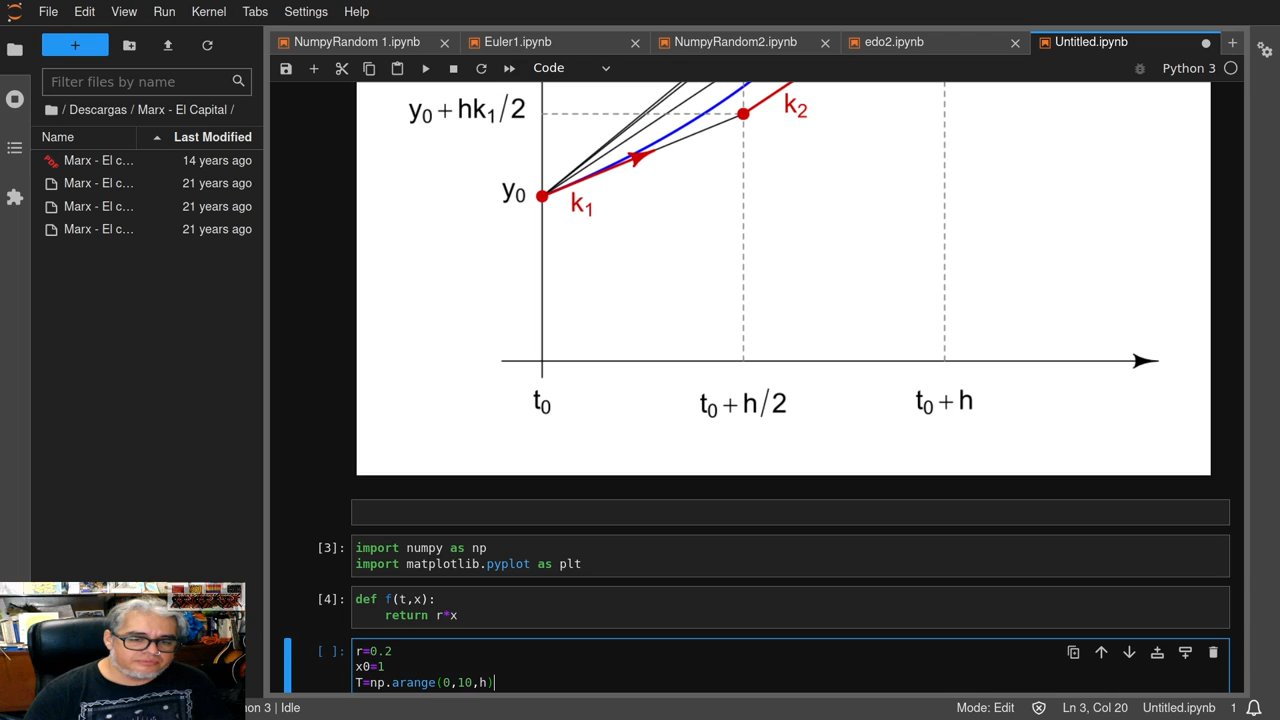 File Edit View Run Kernel Tabs Settings Help
NumpyRandom 1.ipynb
Euler1.ipynb
NumpyRandom2.ipynb
edo2.ipynb
Untitled.ipynb
Code
Python 3
Filter files by name
/ Descargas / Marx - El Capital /
Name Last Modified
Marx - El c... 14 years ago
Marx - El c... 21 years ago
Marx - El c... 21 years ago
Marx - El c... 21 years ago
y₀ + hk₁/2
k₂
y₀
k₁
t₀
t₀ + h/2
t₀ + h
[3]: import numpy as np
import matplotlib.pyplot as plt
[4]: def f(t,x):
return r*x
[ ]: r=0.2
x0=1
T=np.arange(0,10,h)
on 3 | Idle
Mode: Edit
Ln 3, Col 20
Untitled.ipynb
1